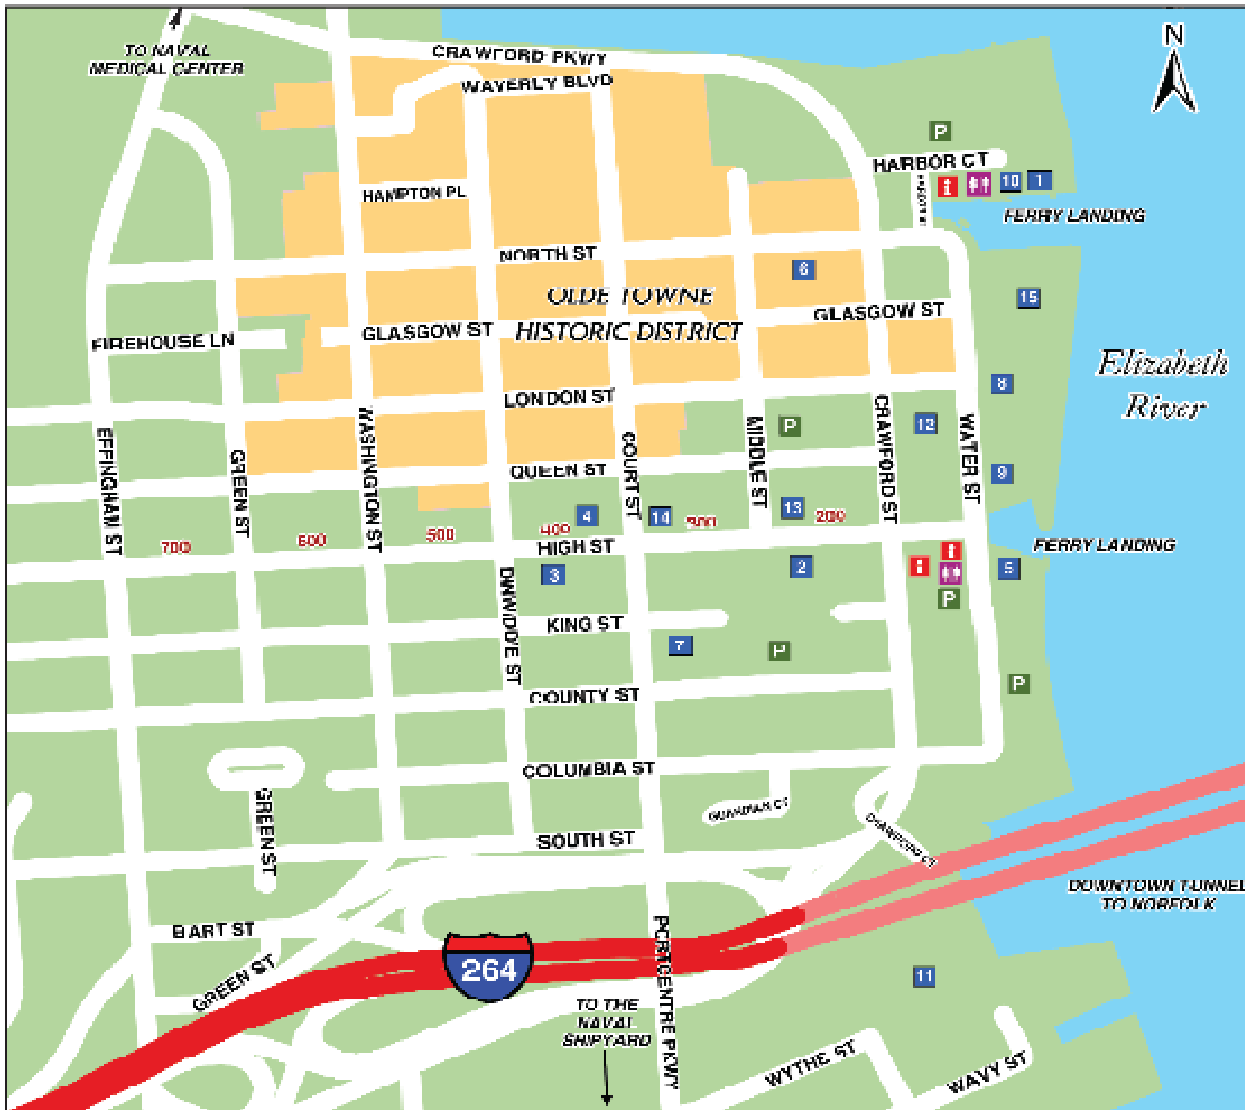 TO NAVAL
MEDICAL CENTER
CRAWFORD PKWY
WAVERLY BLVD
N
P
HARBOR CT
HAMPTON PL
10
1
FERRY LANDING
NORTH ST
6
OLDE TOWNE
HISTORIC DISTRICT
15
GLASGOW ST
GLASGOW ST
FIREHOUSE LN
Elizabeth
River
LONDON ST
8
EFFINGHAM ST
GREEN ST
WASHINGTON ST
COURT ST
MIDDLE ST
P
CRAWFORD ST
12
WATER ST
QUEEN ST
9
4
14
13
700
600
500
400
300
200
HIGH ST
FERRY LANDING
3
2
5
P
DINWIDDIE ST
KING ST
7
P
COUNTY ST
P
COLUMBIA ST
GREEN ST
GUARDIAN CT
CRAWFORD CT
SOUTH ST
DOWNTOWN TUNNEL
TO NORFOLK
BART ST
GREEN ST
264
PORTCENTRE PKWY
11
TO THE
NAVAL
SHIPYARD
WYTHE ST
WAVY ST